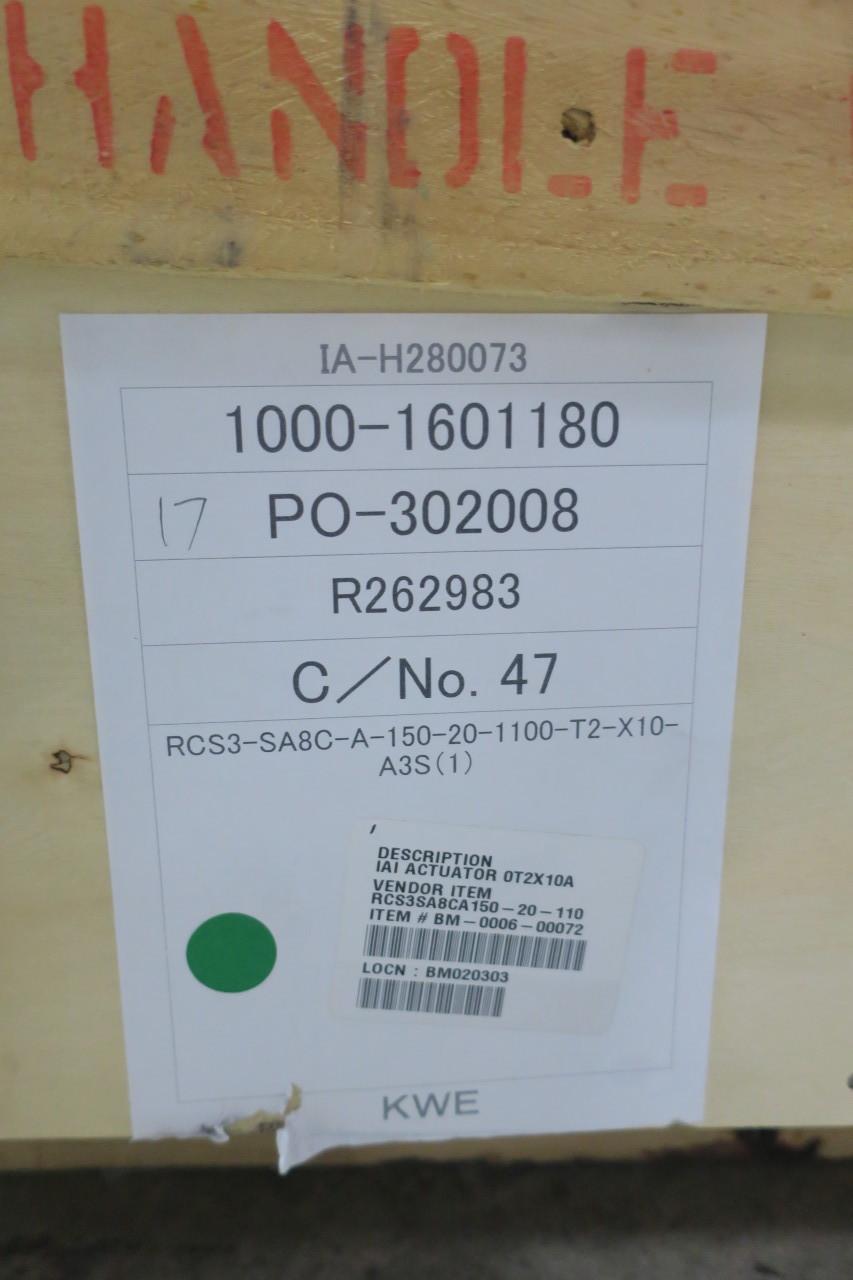 HANDLE
IA-H280073
1000-1601180
17 PO-302008
R262983
C／No. 47
RCS3-SA8C-A-150-20-1100-T2-X10-
A3S(1)
DESCRIPTION
IAI ACTUATOR 0T2X10A
VENDOR ITEM
RCS3SA8CA150-20-110
ITEM # BM-0006-00072
LOCN : BM020303
KWE